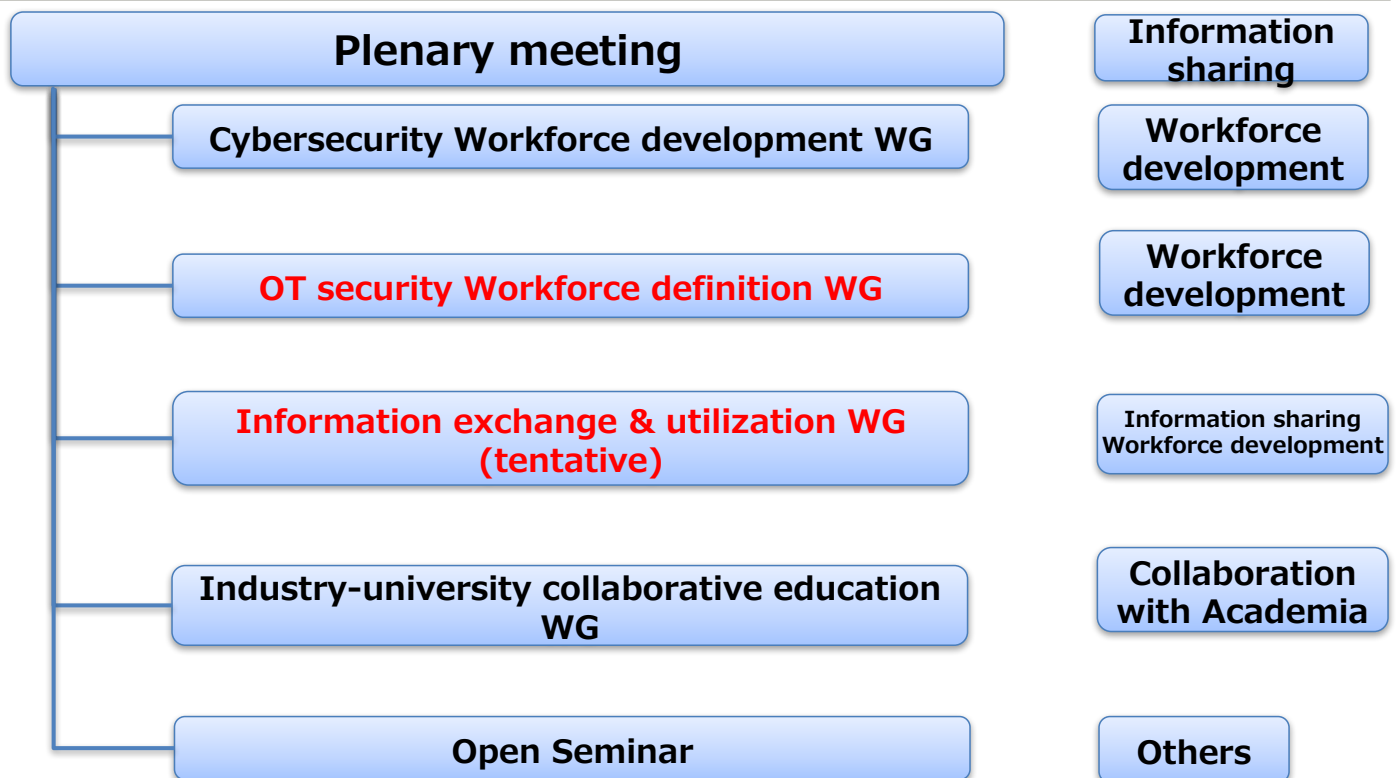 Plenary meeting
Information
sharing
Cybersecurity Workforce development WG
Workforce
development
OT security Workforce definition WG
Workforce
development
Information exchange & utilization WG
(tentative)
Information sharing
Workforce development
Industry-university collaborative education
WG
Collaboration
with Academia
Open Seminar
Others